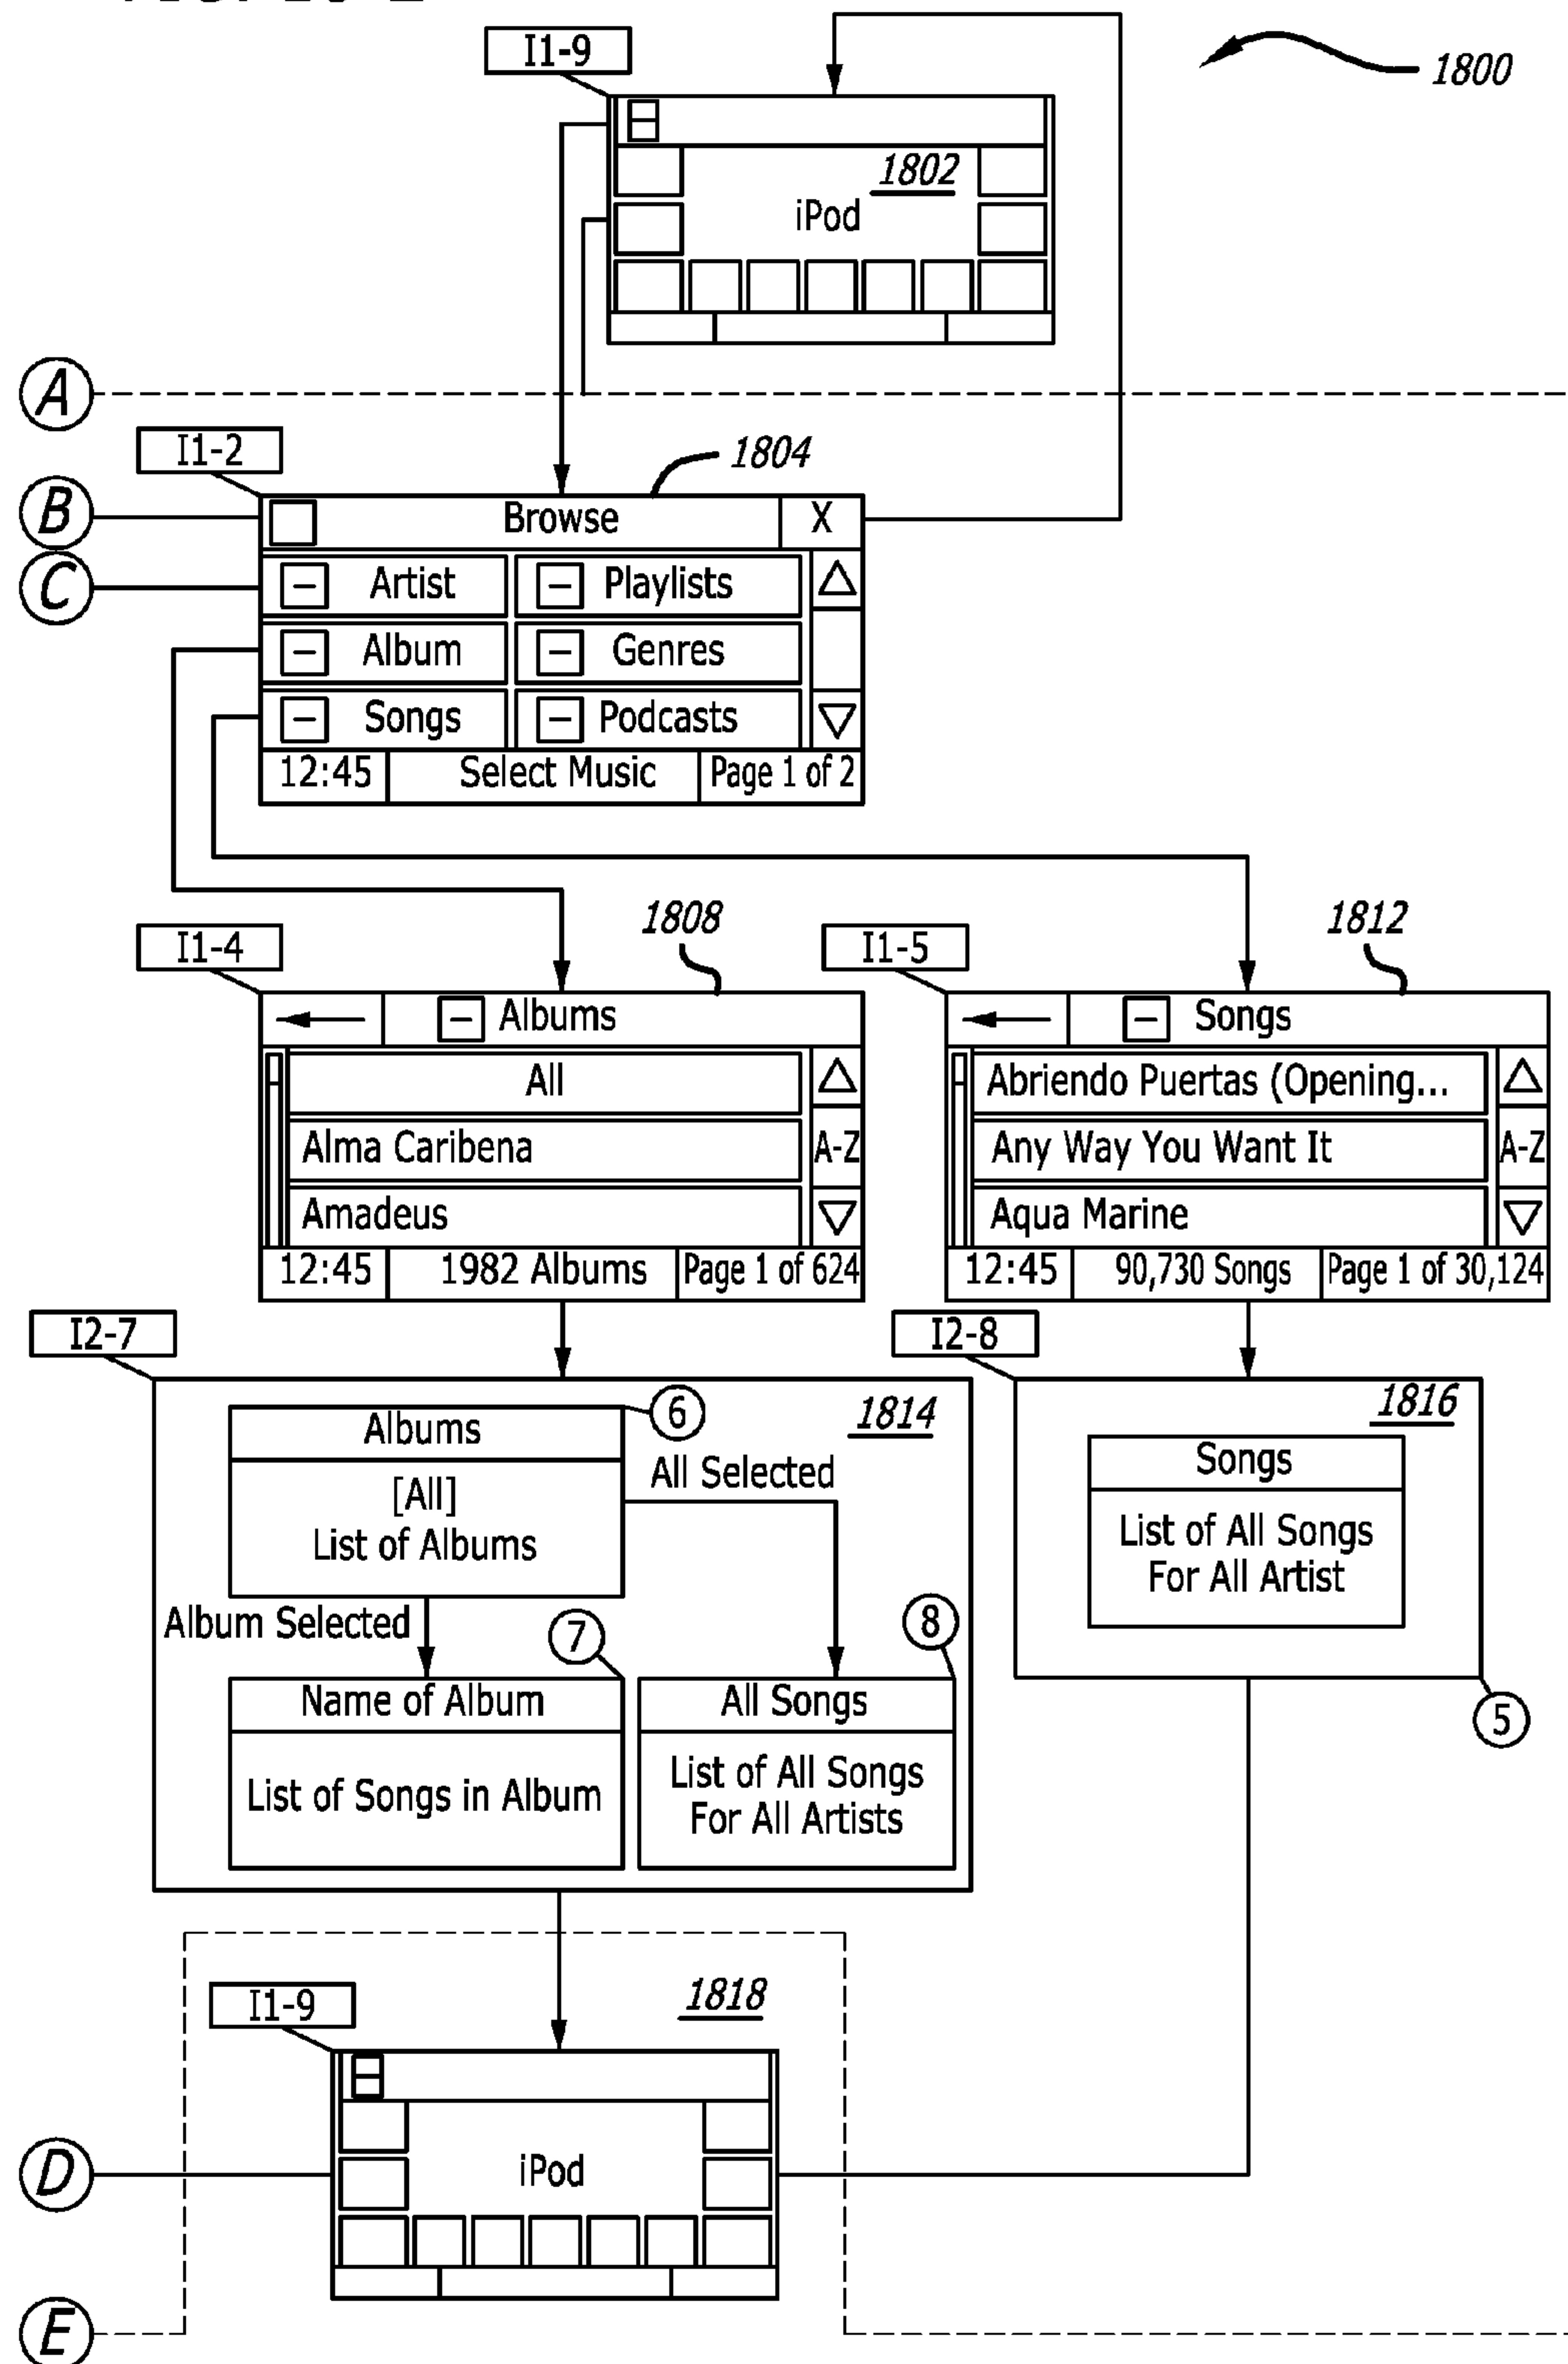 I1-9
1800
1802
iPod
A
I1-2
1804
B
Browse X
C
Artist Playlists
Album Genres
Songs Podcasts
12:45 Select Music Page 1 of 2
I1-4
1808
I1-5
1812
Albums
Songs
All
Abriendo Puertas (Opening...
Alma Caribena A-Z
Any Way You Want It A-Z
Amadeus
Aqua Marine
12:45 1982 Albums Page 1 of 624
12:45 90,730 Songs Page 1 of 30,124
I2-7
I2-8
6
1814
1816
Albums
[All]
List of Albums
All Selected
Songs
List of All Songs
For All Artist
Album Selected
7
8
5
Name of Album
List of Songs in Album
All Songs
List of All Songs
For All Artists
I1-9
1818
iPod
D
E